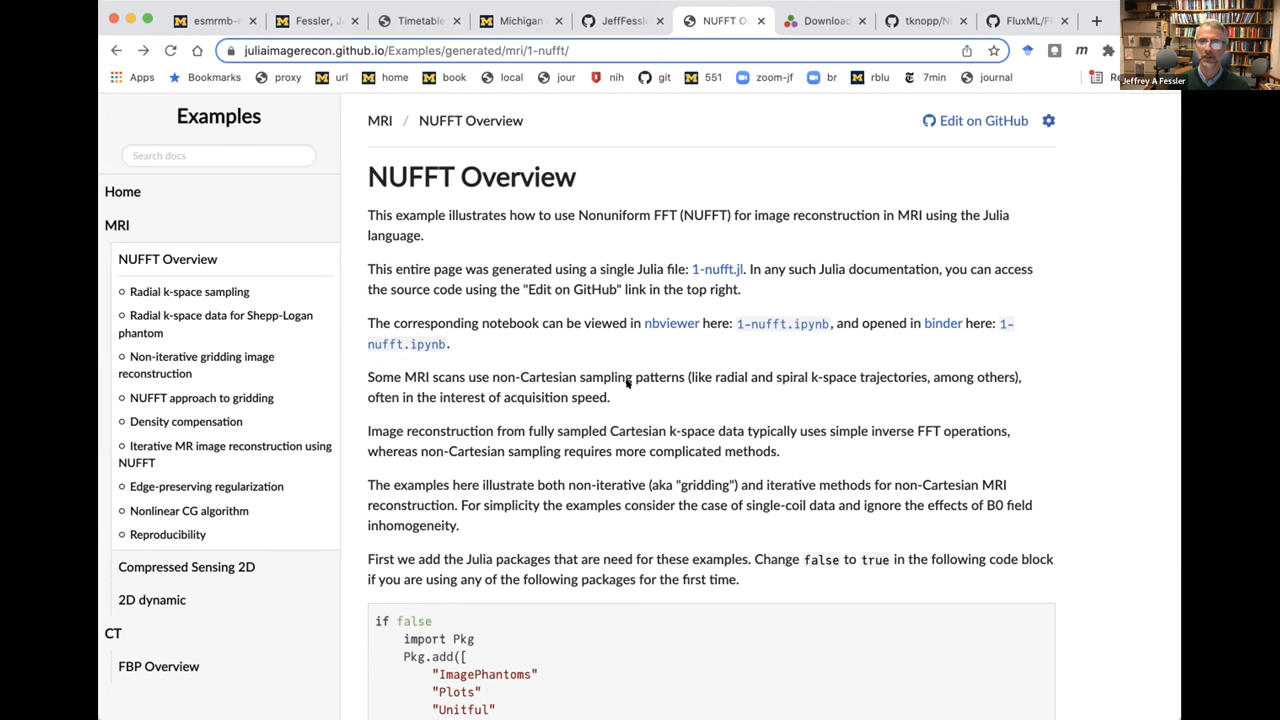 esmrmb-r
Fessler, J
Timetable
Michigan
JeffFessl
NUFFT O
Download
tknopp/N
FluxML/Fl
juliaimagerecon.github.io/Examples/generated/mri/1-nufft/
Apps
Bookmarks
proxy
url
home
book
local
jour
nih
git
551
zoom-jf
br
rblu
7min
journal
Jeffrey A Fessler
Examples
Search docs
Home
MRI
NUFFT Overview
Radial k-space sampling
Radial k-space data for Shepp-Logan
phantom
Non-iterative gridding image
reconstruction
NUFFT approach to gridding
Density compensation
Iterative MR image reconstruction using
NUFFT
Edge-preserving regularization
Nonlinear CG algorithm
Reproducibility
Compressed Sensing 2D
2D dynamic
CT
FBP Overview
MRI / NUFFT Overview
Edit on GitHub
NUFFT Overview
This example illustrates how to use Nonuniform FFT (NUFFT) for image reconstruction in MRI using the Julia
language.
This entire page was generated using a single Julia file: 1-nufft.jl. In any such Julia documentation, you can access
the source code using the "Edit on GitHub" link in the top right.
The corresponding notebook can be viewed in nbviewer here: 1-nufft.ipynb, and opened in binder here: 1-
nufft.ipynb.
Some MRI scans use non-Cartesian sampling patterns (like radial and spiral k-space trajectories, among others),
often in the interest of acquisition speed.
Image reconstruction from fully sampled Cartesian k-space data typically uses simple inverse FFT operations,
whereas non-Cartesian sampling requires more complicated methods.
The examples here illustrate both non-iterative (aka "gridding") and iterative methods for non-Cartesian MRI
reconstruction. For simplicity the examples consider the case of single-coil data and ignore the effects of B0 field
inhomogeneity.
First we add the Julia packages that are need for these examples. Change false to true in the following code block
if you are using any of the following packages for the first time.
if false
import Pkg
Pkg.add([
"ImagePhantoms"
"Plots"
"Unitful"